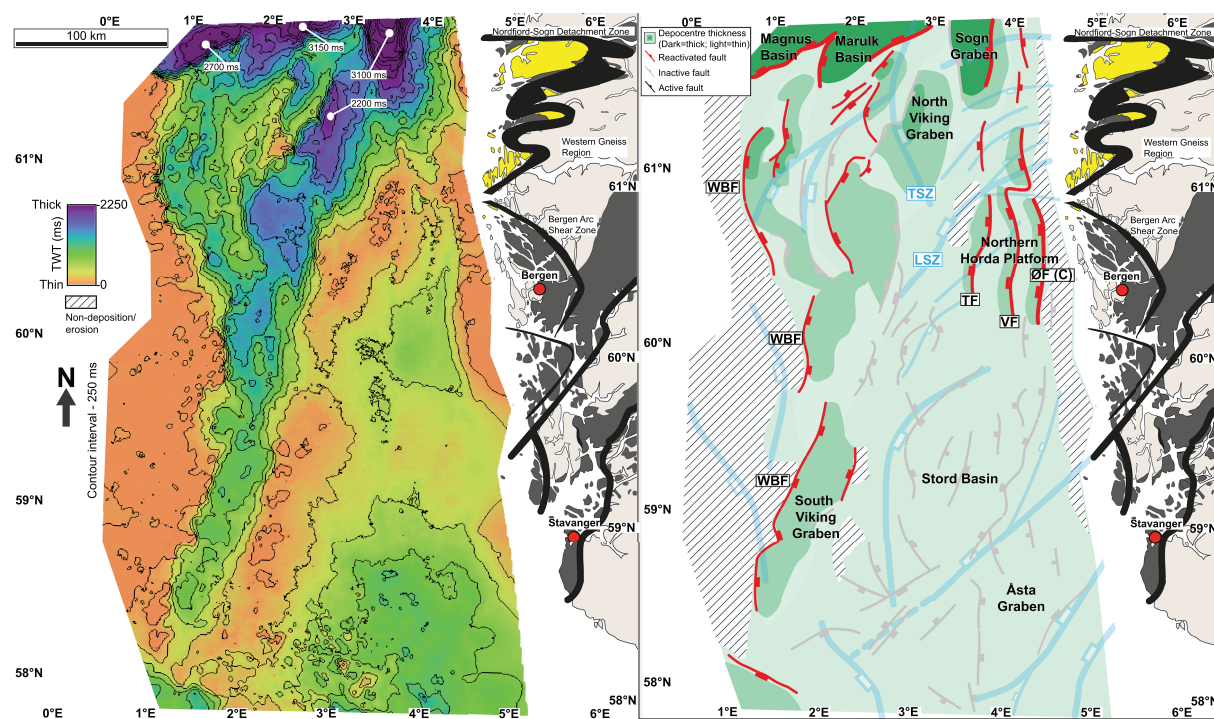 0°E
1°E
2°E
3°E
4°E
5°E
6°E
100 km
3150 ms
2700 ms
3100 ms
2200 ms
Nordfjord-Sogn Detachment Zone
Western Gneiss
Region
61°N
61°N
Thick
2250
TWT (ms)
Thin
0
Non-deposition/
erosion
Bergen Arc
Shear Zone
Bergen
60°N
60°N
N
Contour interval - 250 ms
59°N
59°N
Stavanger
58°N
58°N
0°E
1°E
2°E
3°E
4°E
5°E
6°E
0°E
1°E
2°E
3°E
4°E
5°E
6°E
Depocentre thickness
(Dark=thick; light=thin)
Reactivated fault
Inactive fault
Active fault
Magnus
Basin
Marulk
Basin
Sogn
Graben
Nordfjord-Sogn Detachment Zone
North
Viking
Graben
Western Gneiss
Region
61°N
61°N
WBF
TSZ
LSZ
Northern
Horda Platform
Bergen Arc
Shear Zone
ØF (C)
Bergen
TF
VF
60°N
WBF
60°N
WBF
Stord Basin
South
Viking
Graben
59°N
59°N
Stavanger
Åsta
Graben
58°N
58°N
1°E
2°E
3°E
4°E
5°E
6°E